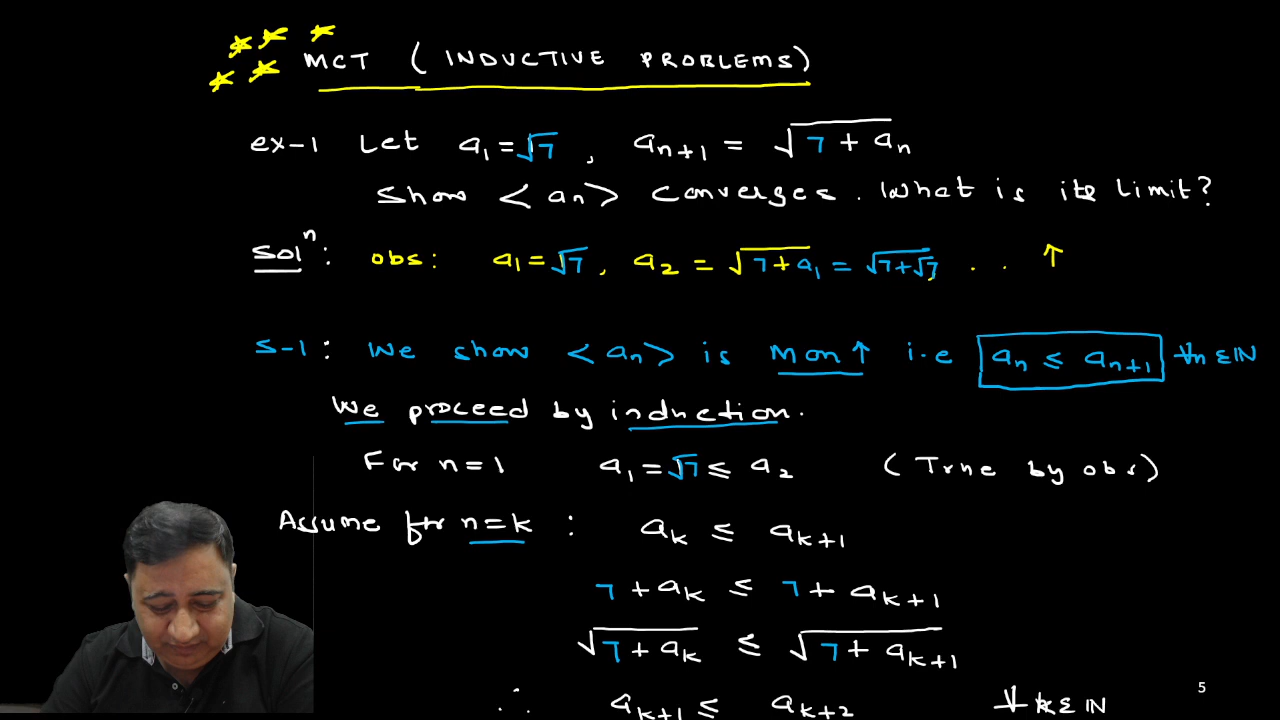 MCT (INDUCTIVE PROBLEMS)
ex-1 Let a₁ = √7 , aₙ₊₁ = √(7 + aₙ)
Show <aₙ> converges. What is its limit?
Solⁿ: obs: a₁ = √7, a₂ = √(7 + a₁) = √(7+√7), . . ↑
S-1: We show <aₙ> is Mon↑ i.e aₙ ≤ aₙ₊₁ ∀n∈ℕ
We proceed by induction.
For n=1 a₁ = √7 ≤ a₂ (True by obs)
Assume for n=k : aₖ ≤ aₖ₊₁
7 + aₖ ≤ 7 + aₖ₊₁
√(7 + aₖ) ≤ √(7 + aₖ₊₁)
∴ aₖ₊₁ ≤ aₖ₊₂ ∀ k∈ℕ
5